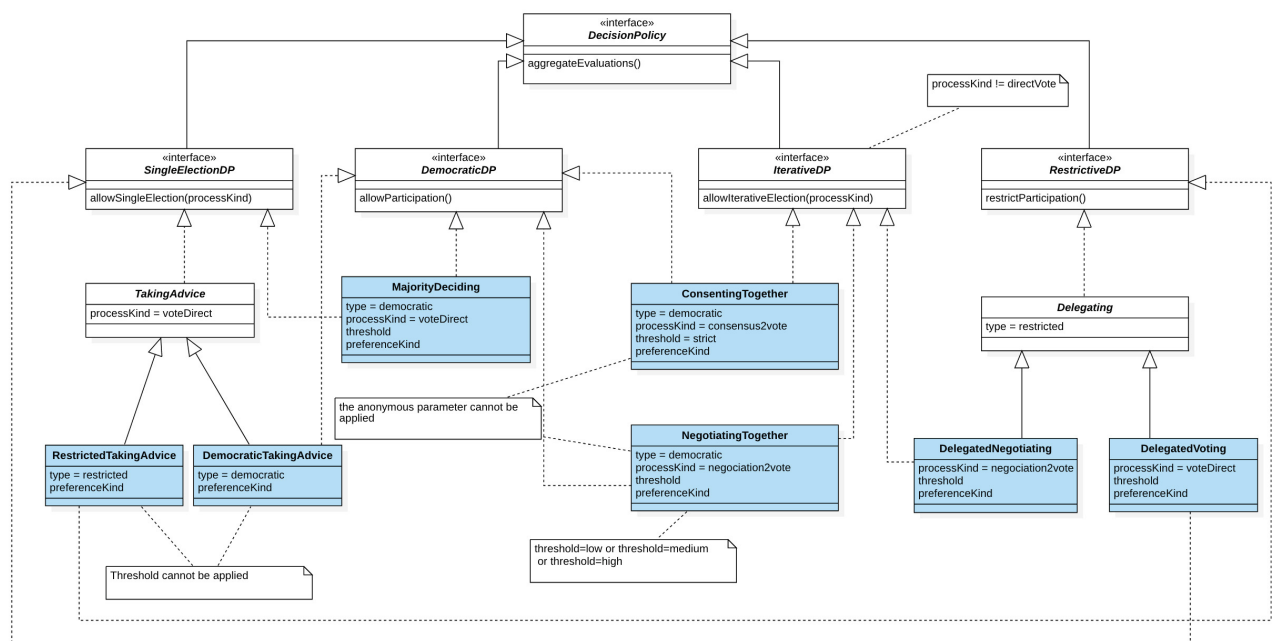 «interface»
DecisionPolicy
aggregateEvaluations()
processKind != directVote
«interface»
SingleElectionDP
allowSingleElection(processKind)
«interface»
DemocraticDP
allowParticipation()
«interface»
IterativeDP
allowIterativeElection(processKind)
«interface»
RestrictiveDP
restrictParticipation()
TakingAdvice
processKind = voteDirect
MajorityDeciding
type = democratic
processKind = voteDirect
threshold
preferenceKind
ConsentingTogether
type = democratic
processKind = consensus2vote
threshold = strict
preferenceKind
Delegating
type = restricted
the anonymous parameter cannot be
applied
RestrictedTakingAdvice
type = restricted
preferenceKind
DemocraticTakingAdvice
type = democratic
preferenceKind
NegotiatingTogether
type = democratic
processKind = negociation2vote
threshold
preferenceKind
DelegatedNegotiating
processKind = negociation2vote
threshold
preferenceKind
DelegatedVoting
processKind = voteDirect
threshold
preferenceKind
Threshold cannot be applied
threshold=low or threshold=medium
or threshold=high